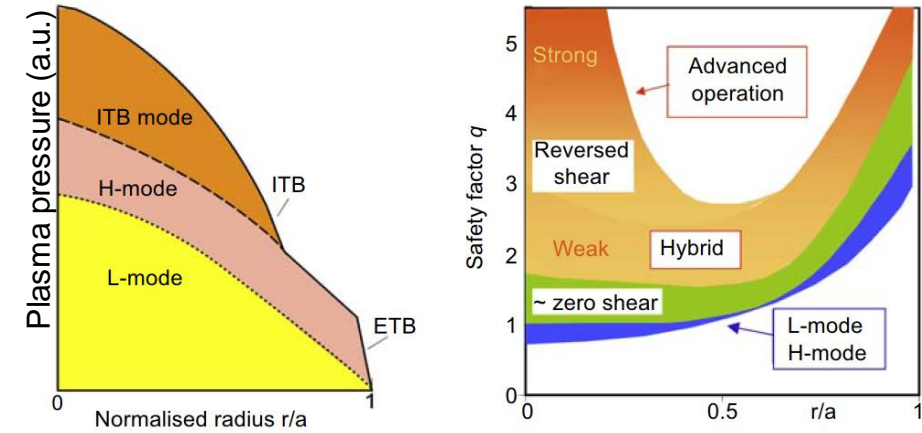 Plasma pressure (a.u.)
ITB mode
H-mode
ITB
L-mode
ETB
0
1
Normalised radius r/a
Safety factor q
5
4
3
2
1
0
Strong
Advanced
operation
Reversed
shear
Weak
Hybrid
~ zero shear
L-mode
H-mode
0
0.5
r/a
1